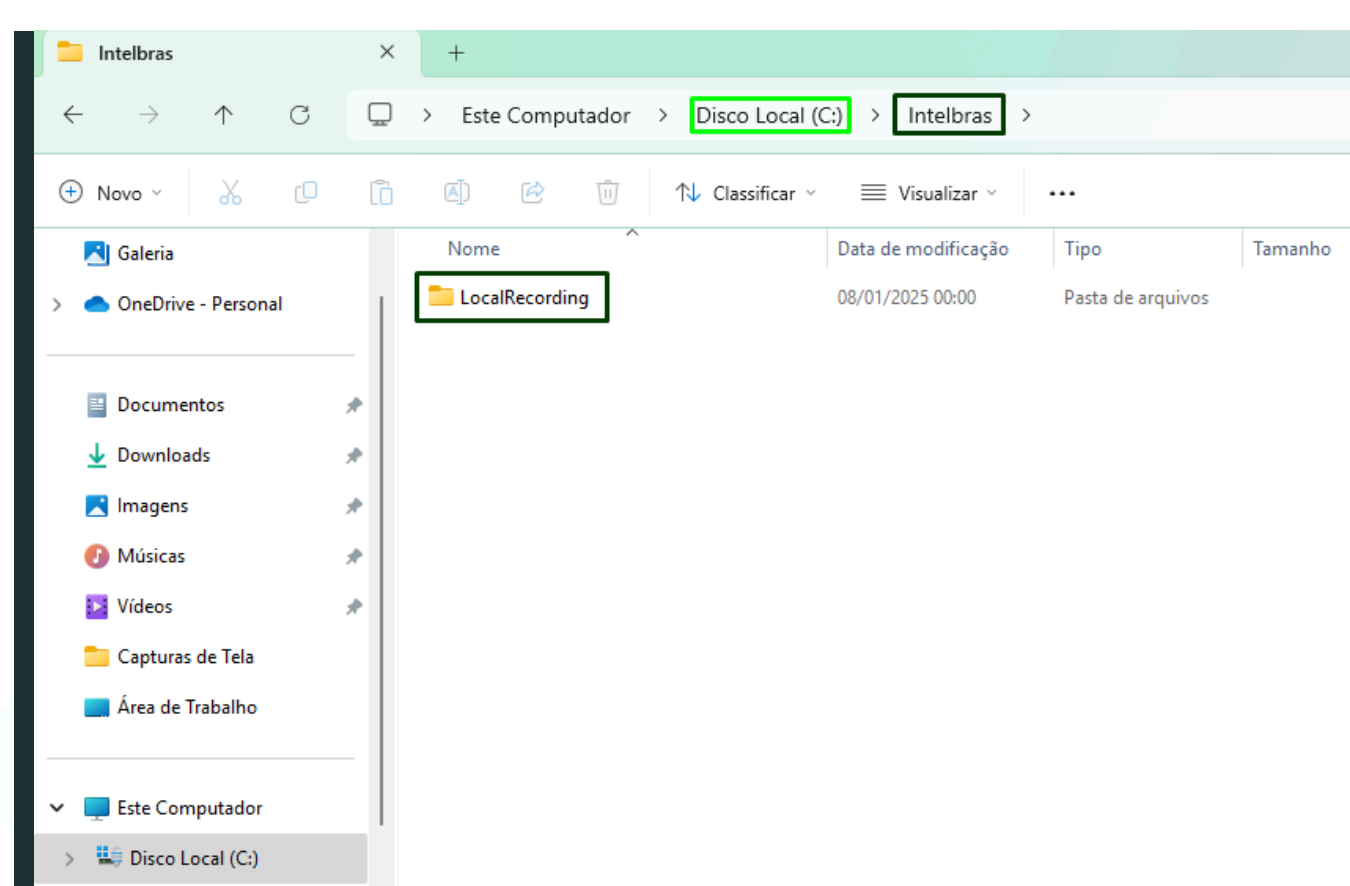 Intelbras
Este Computador > Disco Local (C:) > Intelbras >
Novo Classificar Visualizar ...
Nome Data de modificação Tipo Tamanho
LocalRecording 08/01/2025 00:00 Pasta de arquivos
Galeria
OneDrive - Personal
Documentos
Downloads
Imagens
Músicas
Vídeos
Capturas de Tela
Área de Trabalho
Este Computador
Disco Local (C:)